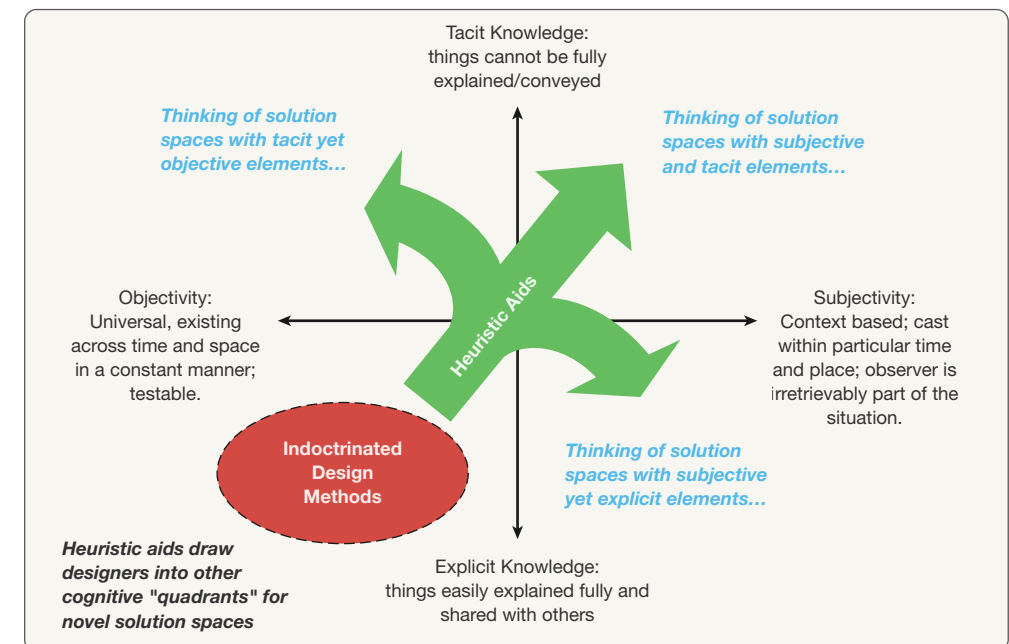 Tacit Knowledge:
things cannot be fully
explained/conveyed
Thinking of solution
spaces with tacit yet
objective elements…
Thinking of solution
spaces with subjective
and tacit elements…
Objectivity:
Universal, existing
across time and space
in a constant manner;
testable.
Heuristic Aids
Subjectivity:
Context based; cast
within particular time
and place; observer is
irretrievably part of the
situation.
Indoctrinated
Design
Methods
Thinking of solution
spaces with subjective
yet explicit elements…
Heuristic aids draw
designers into other
cognitive "quadrants" for
novel solution spaces
Explicit Knowledge:
things easily explained fully and
shared with others